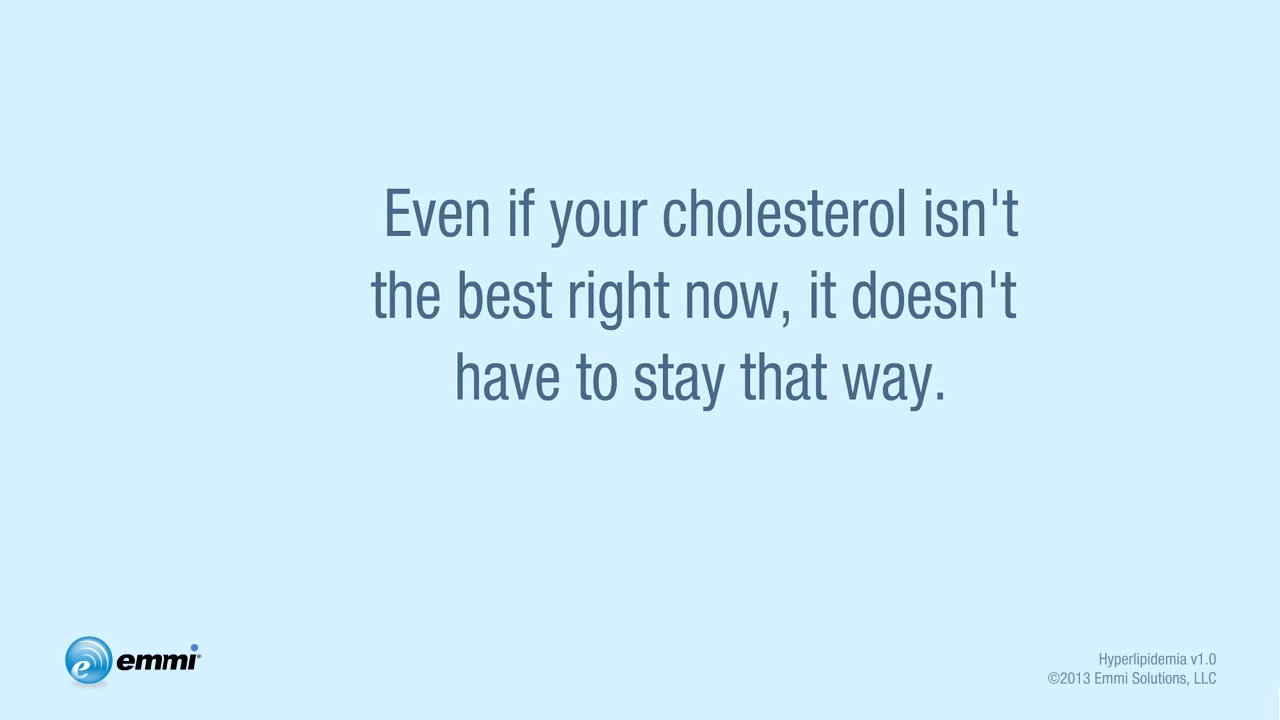 Even if your cholesterol isn't
the best right now, it doesn't
have to stay that way.
e emmi®
Hyperlipidemia v1.0
©2013 Emmi Solutions, LLC